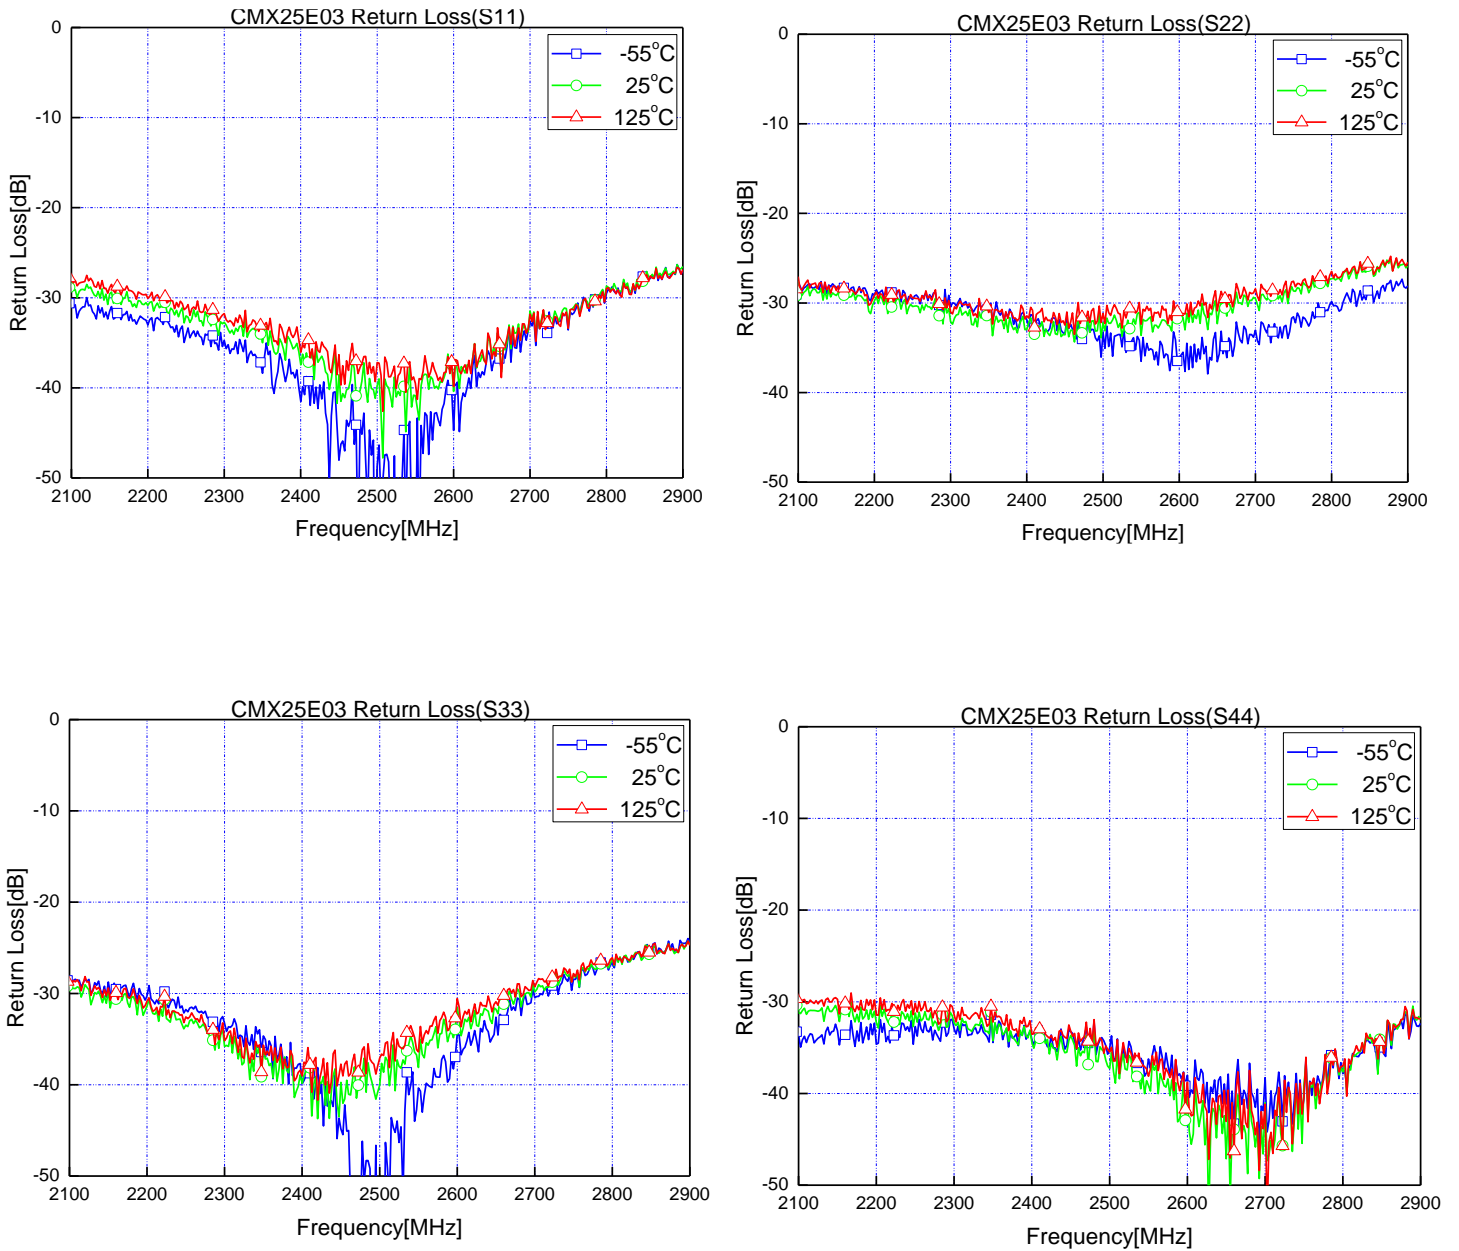 CMX25E03 Return Loss(S11)
-55°C
25°C
125°C
0
-10
-20
-30
-40
-50
Return Loss[dB]
2100 2200 2300 2400 2500 2600 2700 2800 2900
Frequency[MHz]
CMX25E03 Return Loss(S22)
-55°C
25°C
125°C
0
-10
-20
-30
-40
-50
Return Loss[dB]
2100 2200 2300 2400 2500 2600 2700 2800 2900
Frequency[MHz]
CMX25E03 Return Loss(S33)
-55°C
25°C
125°C
0
-10
-20
-30
-40
-50
Return Loss[dB]
2100 2200 2300 2400 2500 2600 2700 2800 2900
Frequency[MHz]
CMX25E03 Return Loss(S44)
-55°C
25°C
125°C
0
-10
-20
-30
-40
-50
Return Loss[dB]
2100 2200 2300 2400 2500 2600 2700 2800 2900
Frequency[MHz]